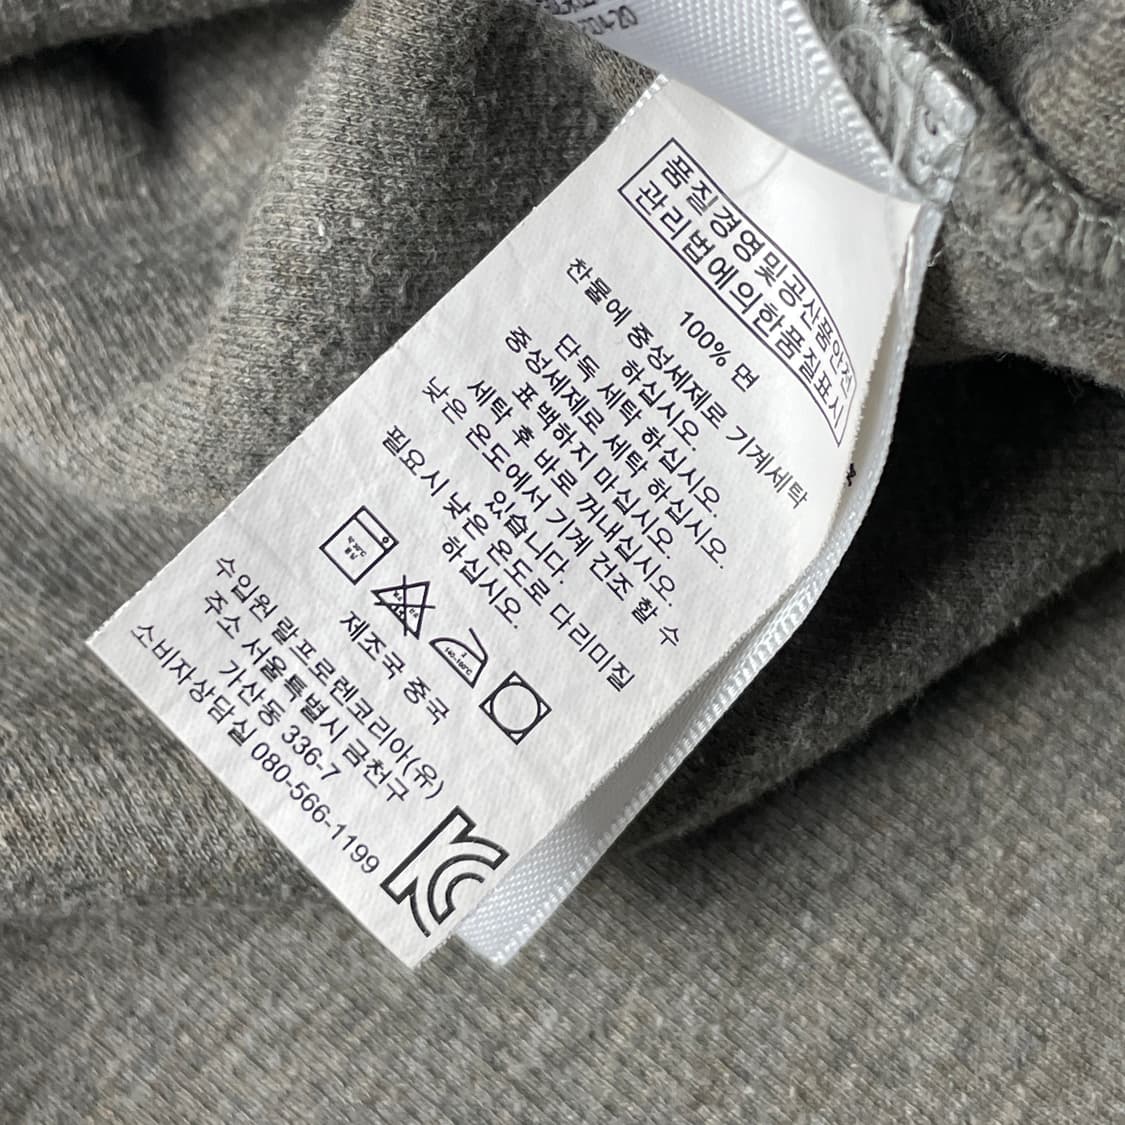 품질경영및공산품안전
관리법에의한품질표시
100% 면
찬물에 중성세제로 기계세탁
하십시오.
단독 세탁 하십시오.
중성세제로 세탁 하십시오.
표백하지 마십시오.
세탁 후 바로 꺼내십시오.
낮은 온도에서 기계 건조 할 수
있습니다.
필요시 낮은 온도로 다리미질
하십시오.
제조국 중국
수입원 랄프로렌코리아(유)
주소 서울특별시 금천구
가산동 336-7
소비자상담실 080-566-1199